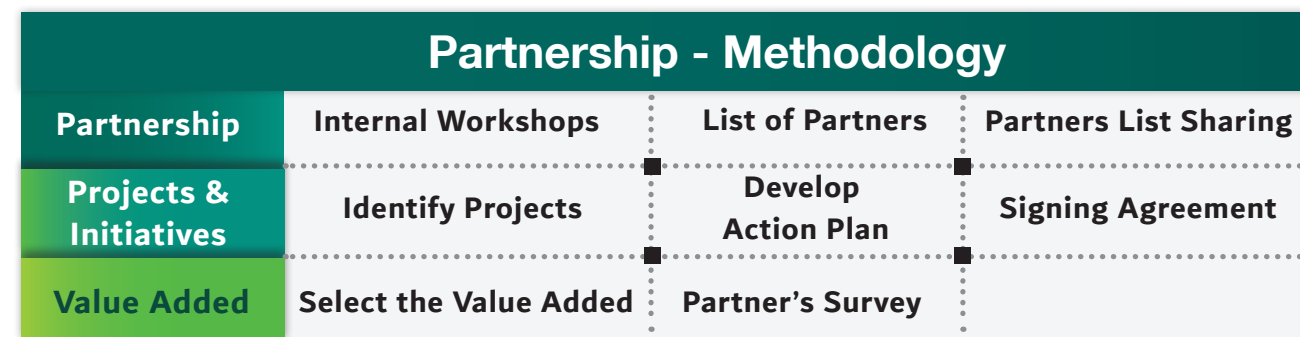 Partnership - Methodology
Partnership
Internal Workshops
List of Partners
Partners List Sharing
Projects &
Initiatives
Identify Projects
Develop
Action Plan
Signing Agreement
Value Added
Select the Value Added
Partner’s Survey